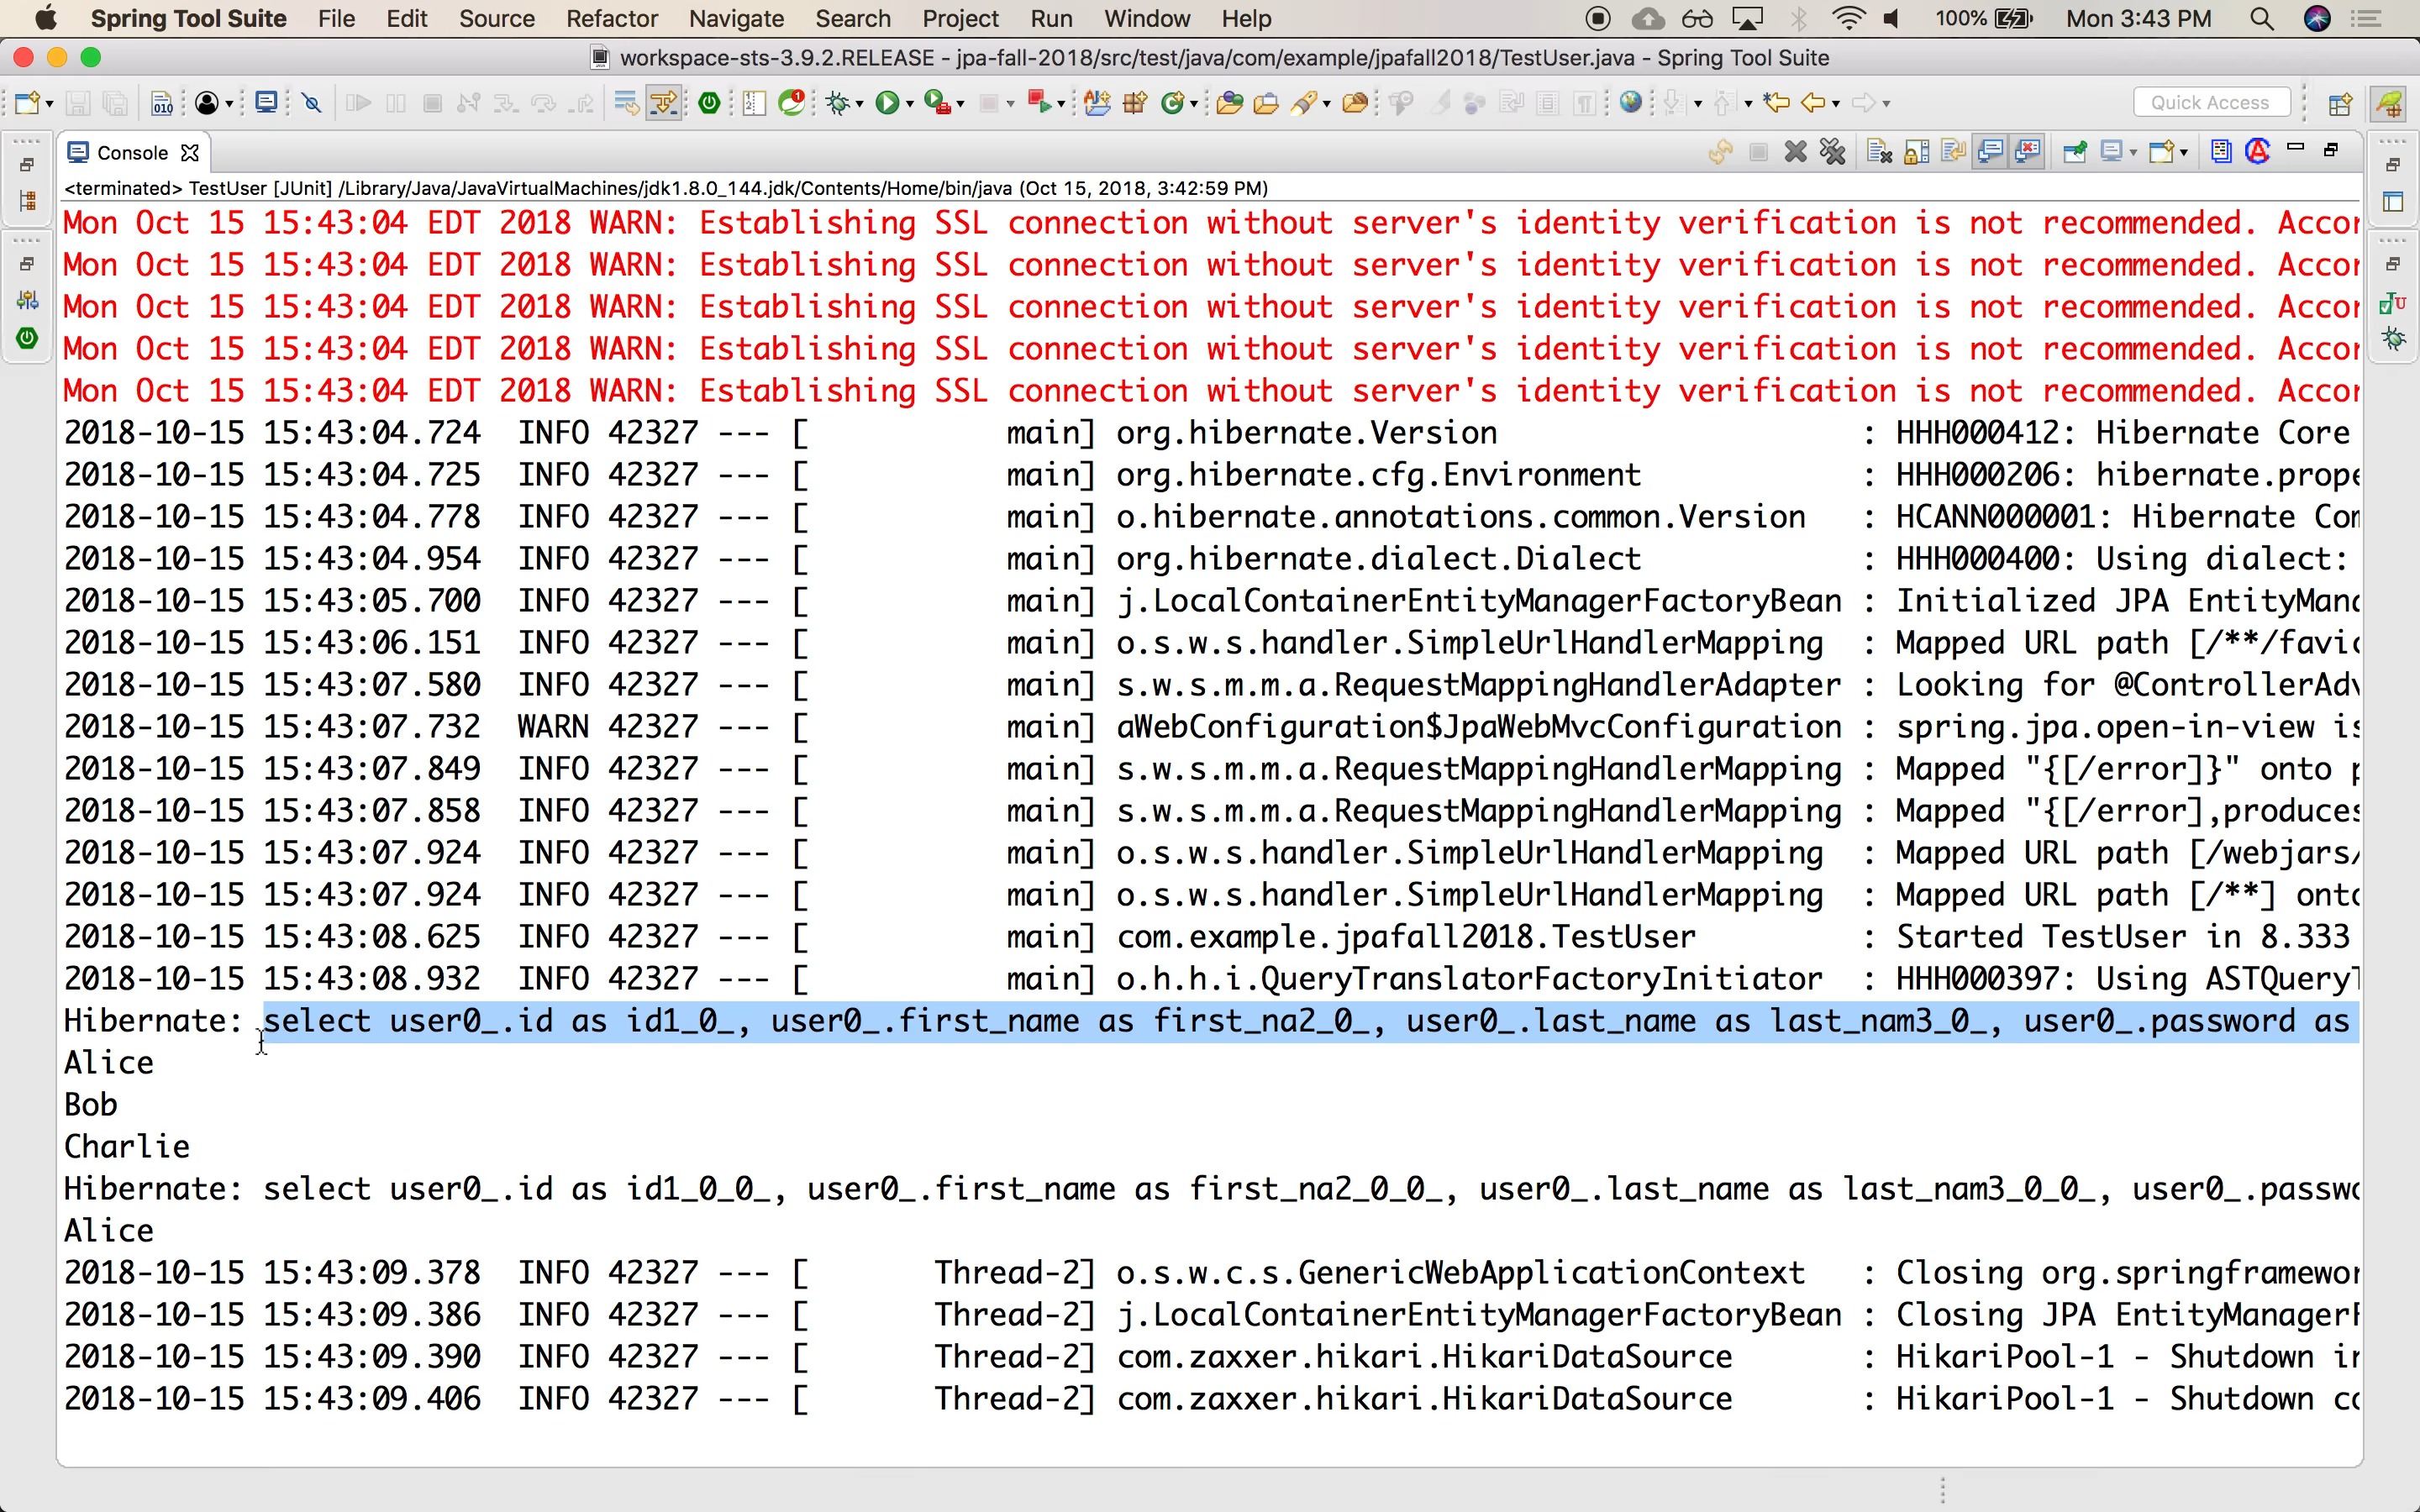 Spring Tool Suite File Edit Source Refactor Navigate Search Project Run Window Help 100% Mon 3:43 PM
workspace-sts-3.9.2.RELEASE - jpa-fall-2018/src/test/java/com/example/jpafall2018/TestUser.java - Spring Tool Suite
Quick Access
Console
<terminated> TestUser [JUnit] /Library/Java/JavaVirtualMachines/jdk1.8.0_144.jdk/Contents/Home/bin/java (Oct 15, 2018, 3:42:59 PM)
Mon Oct 15 15:43:04 EDT 2018 WARN: Establishing SSL connection without server's identity verification is not recommended. Accor
Mon Oct 15 15:43:04 EDT 2018 WARN: Establishing SSL connection without server's identity verification is not recommended. Accor
Mon Oct 15 15:43:04 EDT 2018 WARN: Establishing SSL connection without server's identity verification is not recommended. Accor
Mon Oct 15 15:43:04 EDT 2018 WARN: Establishing SSL connection without server's identity verification is not recommended. Accor
Mon Oct 15 15:43:04 EDT 2018 WARN: Establishing SSL connection without server's identity verification is not recommended. Accor
2018-10-15 15:43:04.724 INFO 42327 --- [ main] org.hibernate.Version : HHH000412: Hibernate Core
2018-10-15 15:43:04.725 INFO 42327 --- [ main] org.hibernate.cfg.Environment : HHH000206: hibernate.prope
2018-10-15 15:43:04.778 INFO 42327 --- [ main] o.hibernate.annotations.common.Version : HCANN000001: Hibernate Com
2018-10-15 15:43:04.954 INFO 42327 --- [ main] org.hibernate.dialect.Dialect : HHH000400: Using dialect:
2018-10-15 15:43:05.700 INFO 42327 --- [ main] j.LocalContainerEntityManagerFactoryBean : Initialized JPA EntityMana
2018-10-15 15:43:06.151 INFO 42327 --- [ main] o.s.w.s.handler.SimpleUrlHandlerMapping : Mapped URL path [/**/favic
2018-10-15 15:43:07.580 INFO 42327 --- [ main] s.w.s.m.m.a.RequestMappingHandlerAdapter : Looking for @ControllerAdv
2018-10-15 15:43:07.732 WARN 42327 --- [ main] aWebConfiguration$JpaWebMvcConfiguration : spring.jpa.open-in-view is
2018-10-15 15:43:07.849 INFO 42327 --- [ main] s.w.s.m.m.a.RequestMappingHandlerMapping : Mapped "{[/error]}" onto p
2018-10-15 15:43:07.858 INFO 42327 --- [ main] s.w.s.m.m.a.RequestMappingHandlerMapping : Mapped "{[/error],produces
2018-10-15 15:43:07.924 INFO 42327 --- [ main] o.s.w.s.handler.SimpleUrlHandlerMapping : Mapped URL path [/webjars/
2018-10-15 15:43:07.924 INFO 42327 --- [ main] o.s.w.s.handler.SimpleUrlHandlerMapping : Mapped URL path [/**] onto
2018-10-15 15:43:08.625 INFO 42327 --- [ main] com.example.jpafall2018.TestUser : Started TestUser in 8.333
2018-10-15 15:43:08.932 INFO 42327 --- [ main] o.h.h.i.QueryTranslatorFactoryInitiator : HHH000397: Using ASTQueryT
Hibernate: select user0_.id as id1_0_, user0_.first_name as first_na2_0_, user0_.last_name as last_nam3_0_, user0_.password as
Alice
Bob
Charlie
Hibernate: select user0_.id as id1_0_0_, user0_.first_name as first_na2_0_0_, user0_.last_name as last_nam3_0_0_, user0_.passwo
Alice
2018-10-15 15:43:09.378 INFO 42327 --- [ Thread-2] o.s.w.c.s.GenericWebApplicationContext : Closing org.springframewor
2018-10-15 15:43:09.386 INFO 42327 --- [ Thread-2] j.LocalContainerEntityManagerFactoryBean : Closing JPA EntityManagerF
2018-10-15 15:43:09.390 INFO 42327 --- [ Thread-2] com.zaxxer.hikari.HikariDataSource : HikariPool-1 - Shutdown in
2018-10-15 15:43:09.406 INFO 42327 --- [ Thread-2] com.zaxxer.hikari.HikariDataSource : HikariPool-1 - Shutdown co